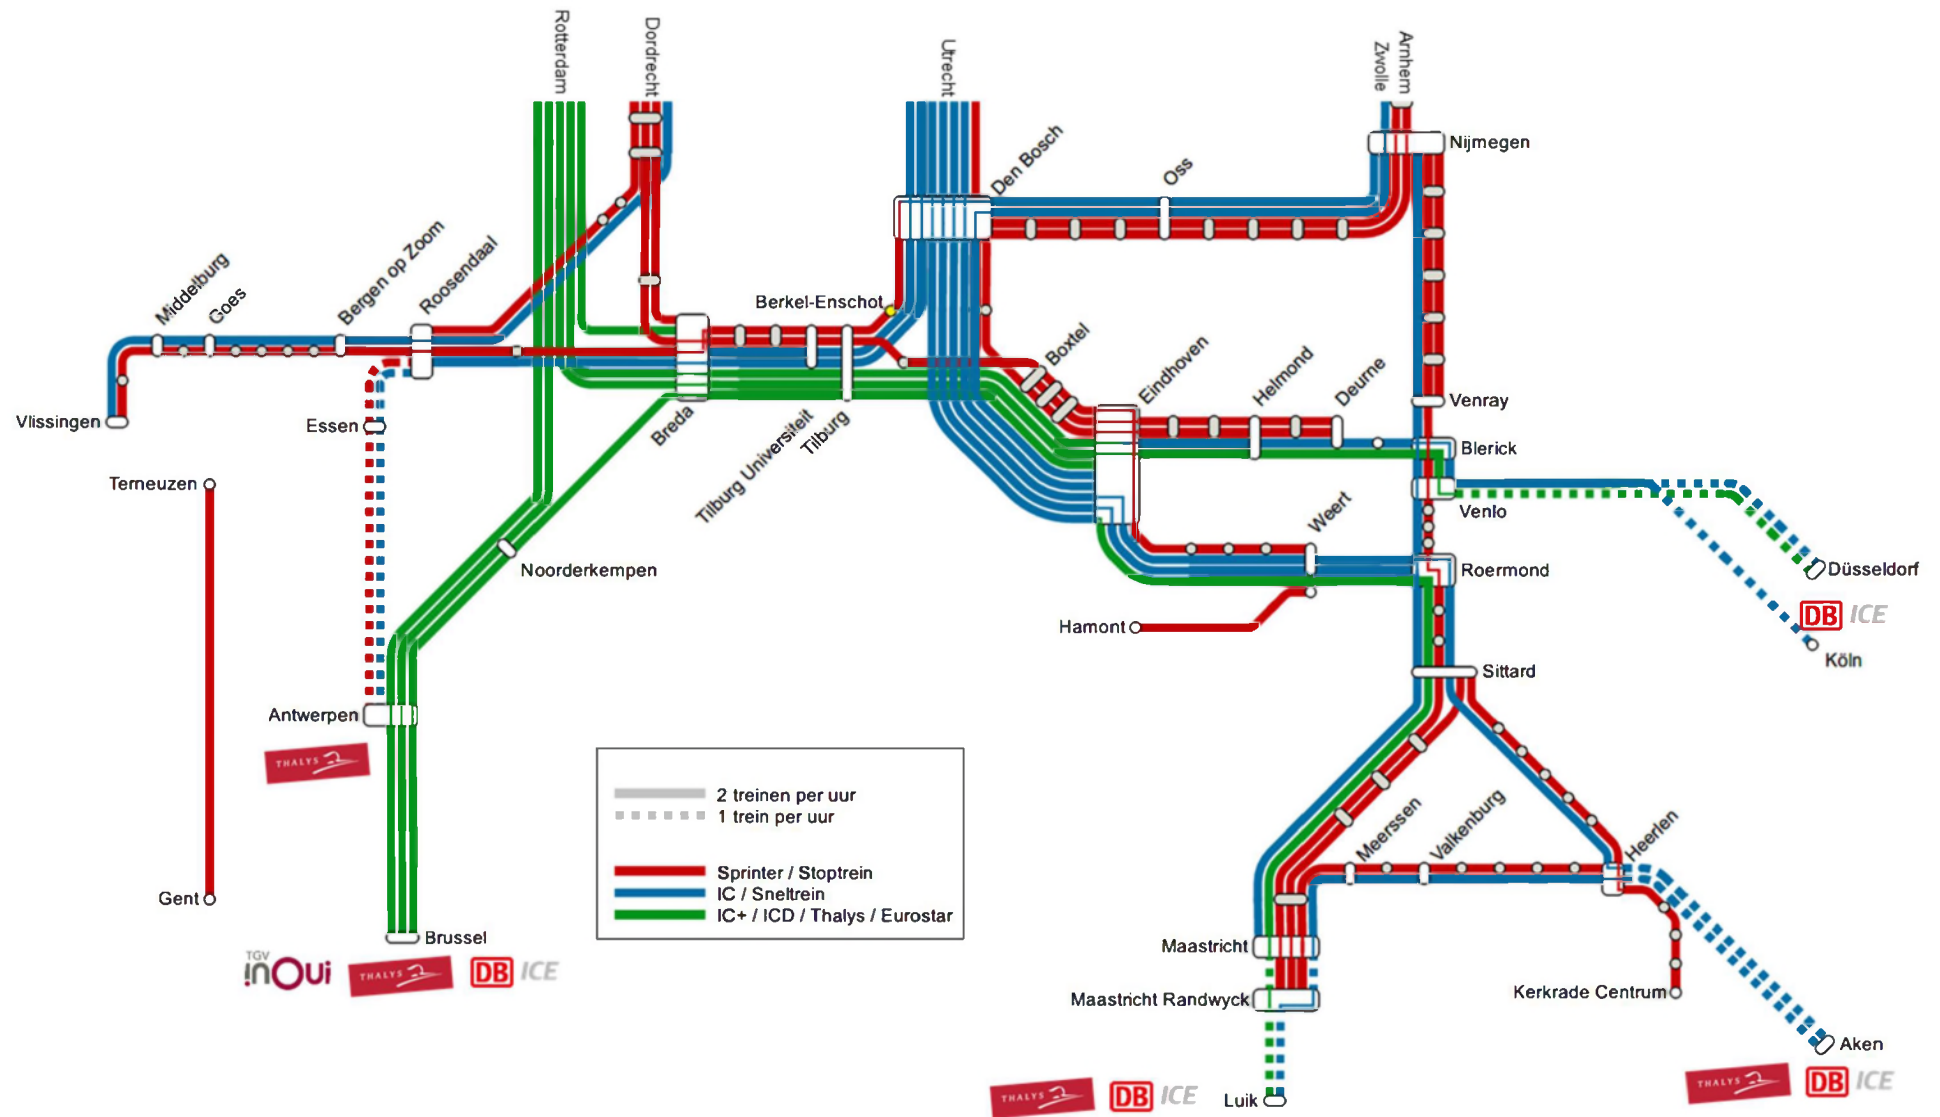 Rotterdam
Dordrecht
Utrecht
Zwolle
Arnhem
Nijmegen
Den Bosch
Oss
Middelburg
Goes
Bergen op Zoom
Roosendaal
Berkel-Enschot
Boxtel
Eindhoven
Helmond
Deurne
Venray
Vlissingen
Essen
Breda
Tilburg Universiteit
Tilburg
Blerick
Venlo
Terneuzen
Weert
Noorderkempen
Roermond
Düsseldorf
DB ICE
Köln
Hamont
Sittard
Antwerpen
THALYS
2 treinen per uur
1 trein per uur
Sprinter / Stoptrein
IC / Sneltrein
IC+ / ICD / Thalys / Eurostar
Meerssen
Valkenburg
Heerlen
Gent
Brussel
TGV
inOui
THALYS
DB ICE
Maastricht
Maastricht Randwyck
Kerkrade Centrum
Aken
THALYS
DB ICE
THALYS
DB ICE
Luik